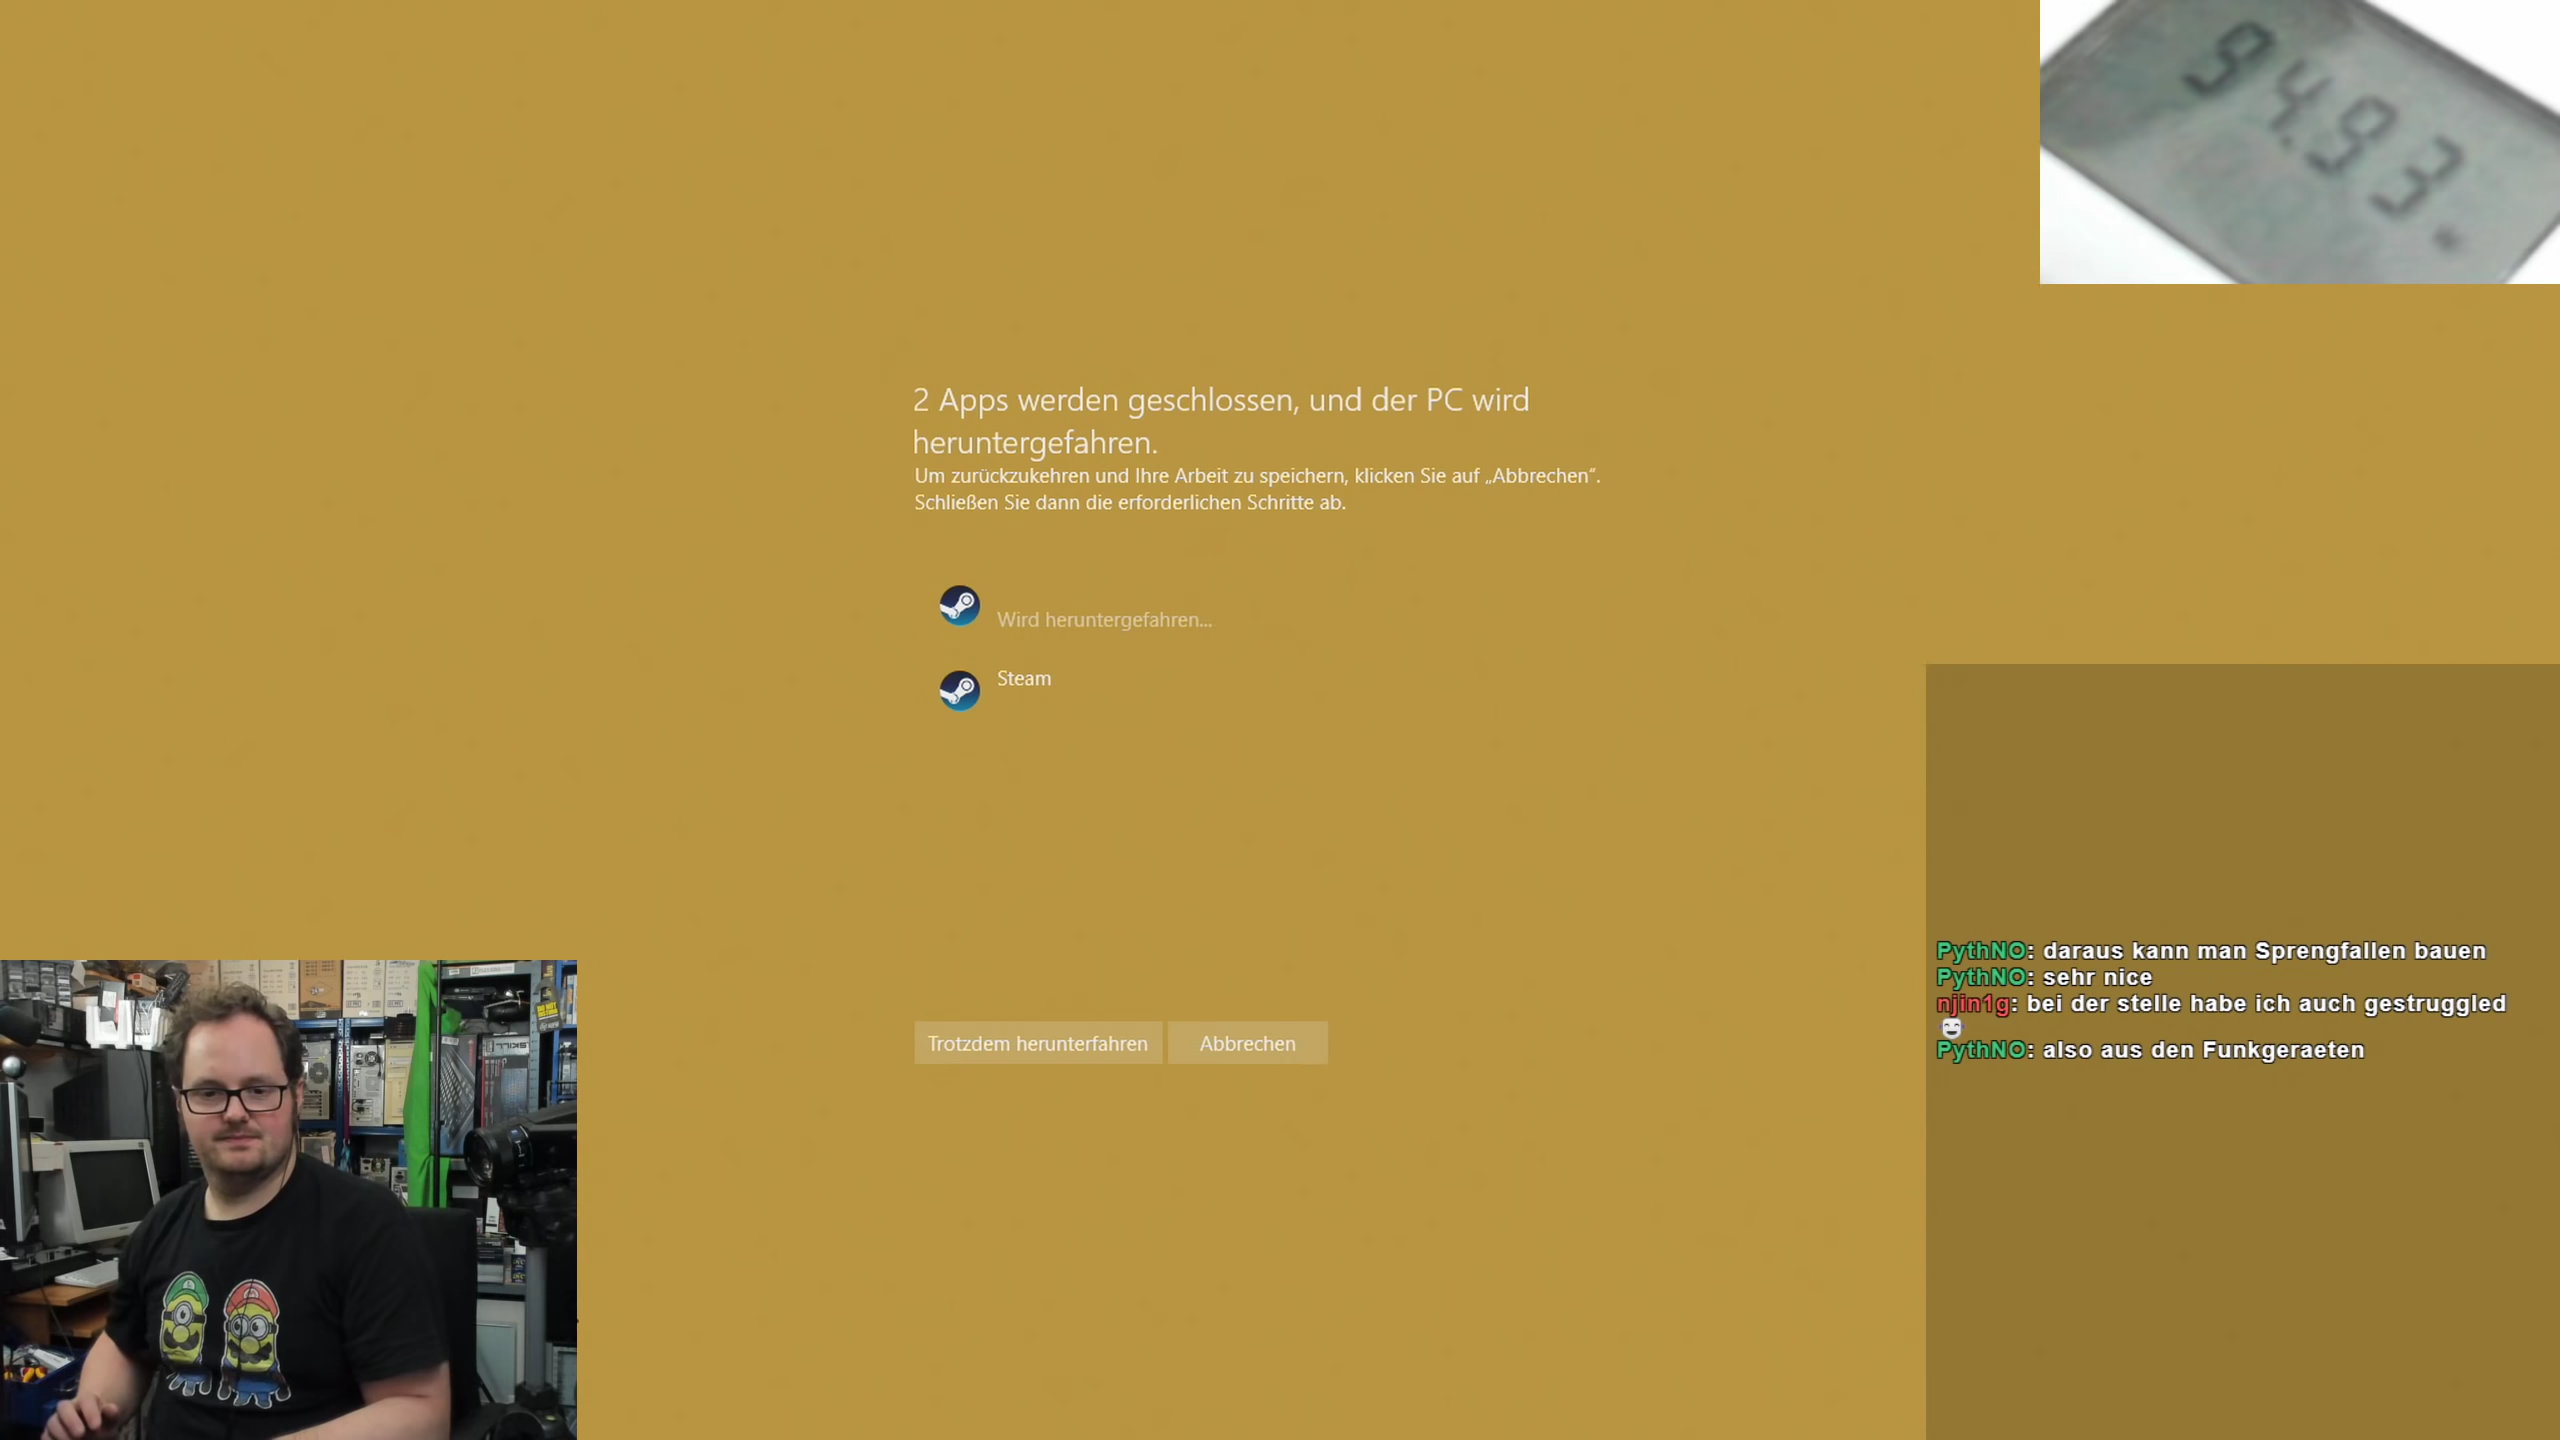 94.93
2 Apps werden geschlossen, und der PC wird
heruntergefahren.
Um zurückzukehren und Ihre Arbeit zu speichern, klicken Sie auf „Abbrechen“.
Schließen Sie dann die erforderlichen Schritte ab.
Wird heruntergefahren...
Steam
Trotzdem herunterfahren
Abbrechen
PythNO: daraus kann man Sprengfallen bauen
PythNO: sehr nice
njin1g: bei der stelle habe ich auch gestruggled
PythNO: also aus den Funkgeraeten